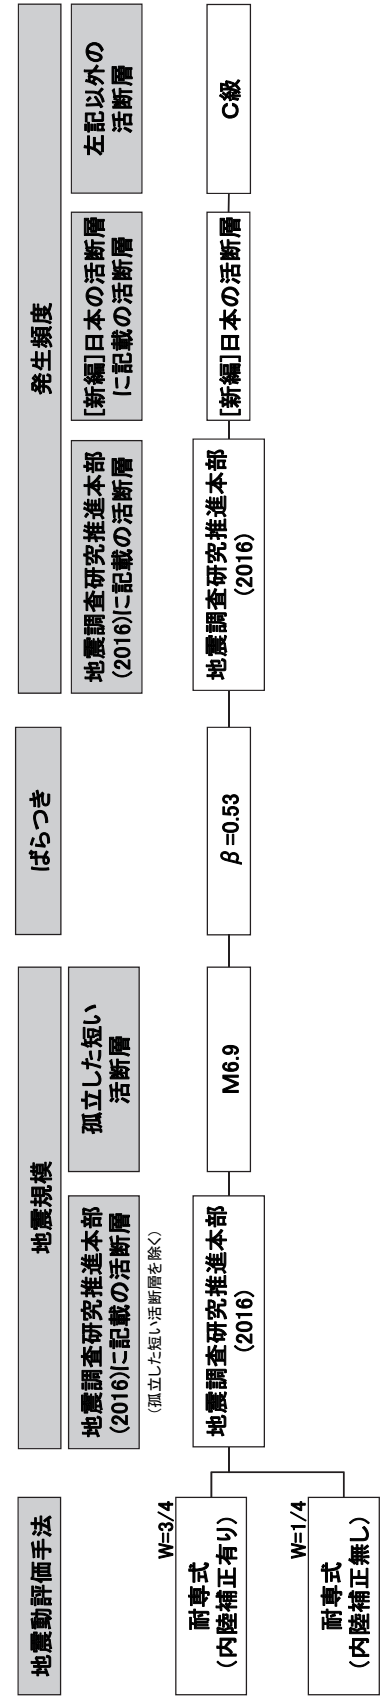 地震動評価手法
地震規模
ばらつき
発生頻度
地震調査研究推進本部
(2016)に記載の活断層
(孤立した短い活断層を除く)
孤立した短い
活断層
地震調査研究推進本部
(2016)に記載の活断層
[新編]日本の活断層
に記載の活断層
左記以外の
活断層
W=3/4
耐専式
(内陸補正有り)
W=1/4
耐専式
(内陸補正無し)
地震調査研究推進本部
(2016)
M6.9
β=0.53
地震調査研究推進本部
(2016)
[新編]日本の活断層
C級